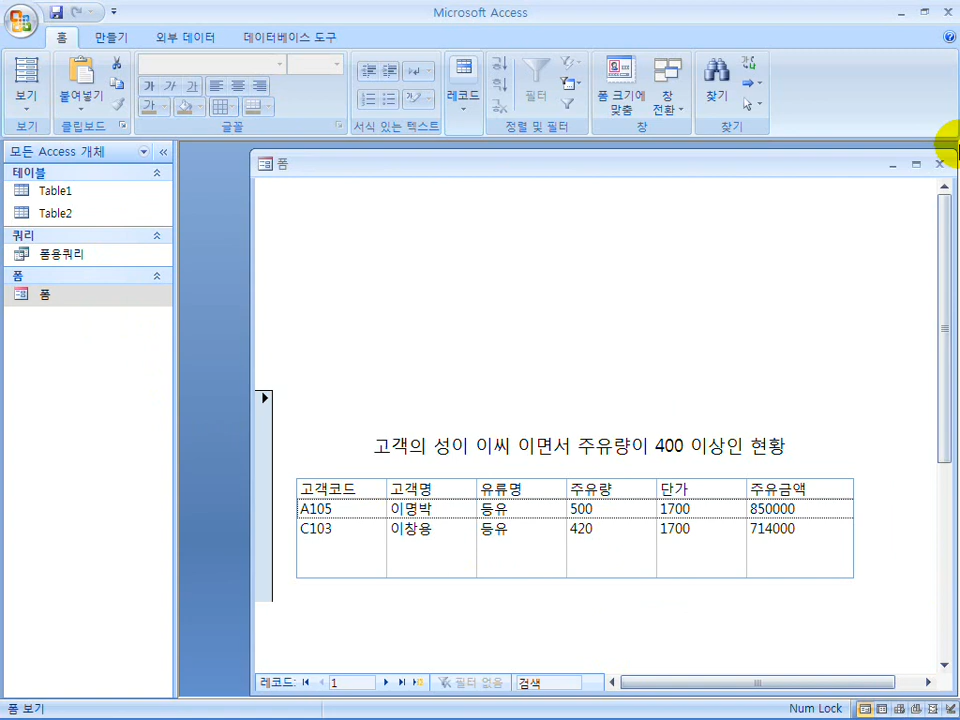 Microsoft Access
홈 만들기 외부 데이터 데이터베이스 도구
보기 붙여넣기 가 가 가 가 레코드 필터 폼 크기에 맞춤 창 전환 찾기
보기 클립보드 글꼴 서식 있는 텍스트 정렬 및 필터 창 찾기
모든 Access 개체
테이블
Table1
Table2
쿼리
폼용쿼리
폼
폼
폼
고객의 성이 이씨 이면서 주유량이 400 이상인 현황
고객코드 고객명 유류명 주유량 단가 주유금액
A105 이명박 등유 500 1700 850000
C103 이창용 등유 420 1700 714000
레코드: 1 필터 없음 검색
폼 보기 Num Lock